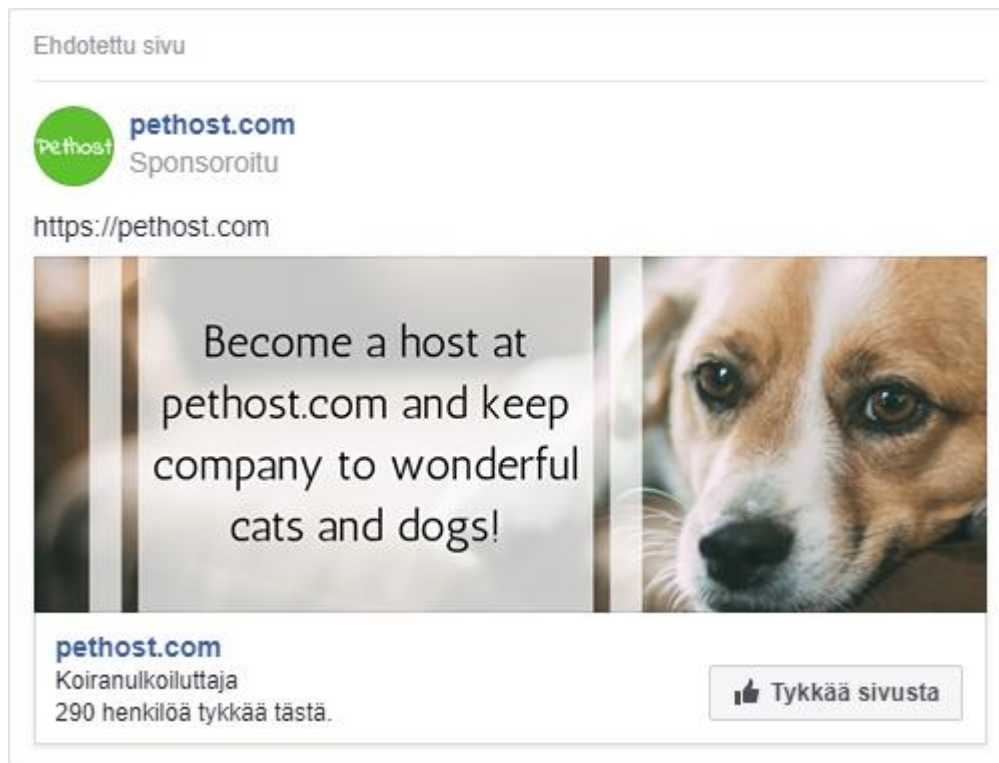 Ehdotettu sivu
Pethost
pethost.com
Sponsoroitu
https://pethost.com
Become a host at
pethost.com and keep
company to wonderful
cats and dogs!
pethost.com
Koiranulkoiluttaja
290 henkilöä tykkää tästä.
Tykkää sivusta